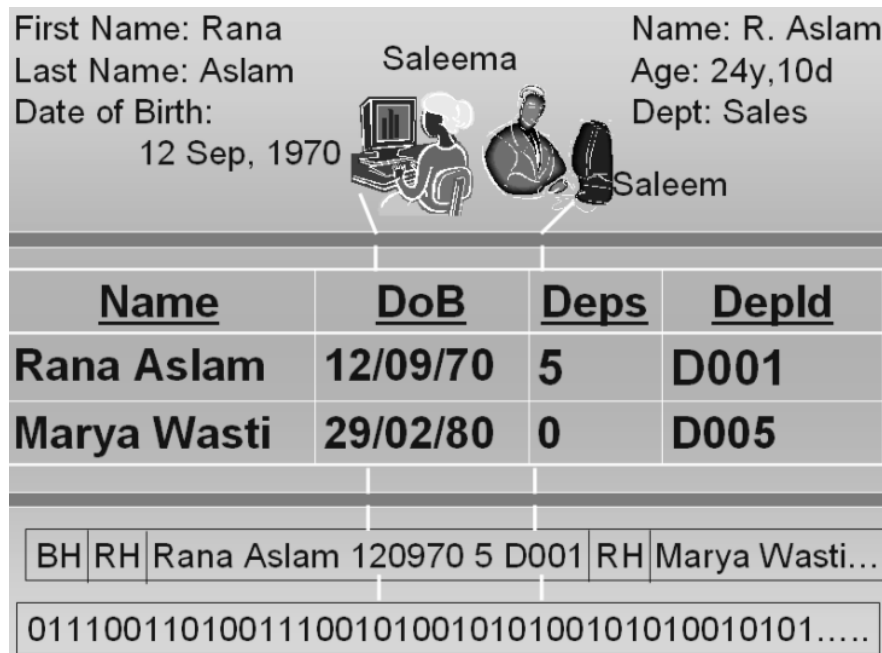 First Name: Rana
Last Name: Aslam
Date of Birth:
12 Sep, 1970
Saleema
Name: R. Aslam
Age: 24y,10d
Dept: Sales
Saleem
Name DoB Deps DepId
Rana Aslam 12/09/70 5 D001
Marya Wasti 29/02/80 0 D005
BH RH Rana Aslam 120970 5 D001 RH Marya Wasti...
0111001101001110010100101010010101001010101.....